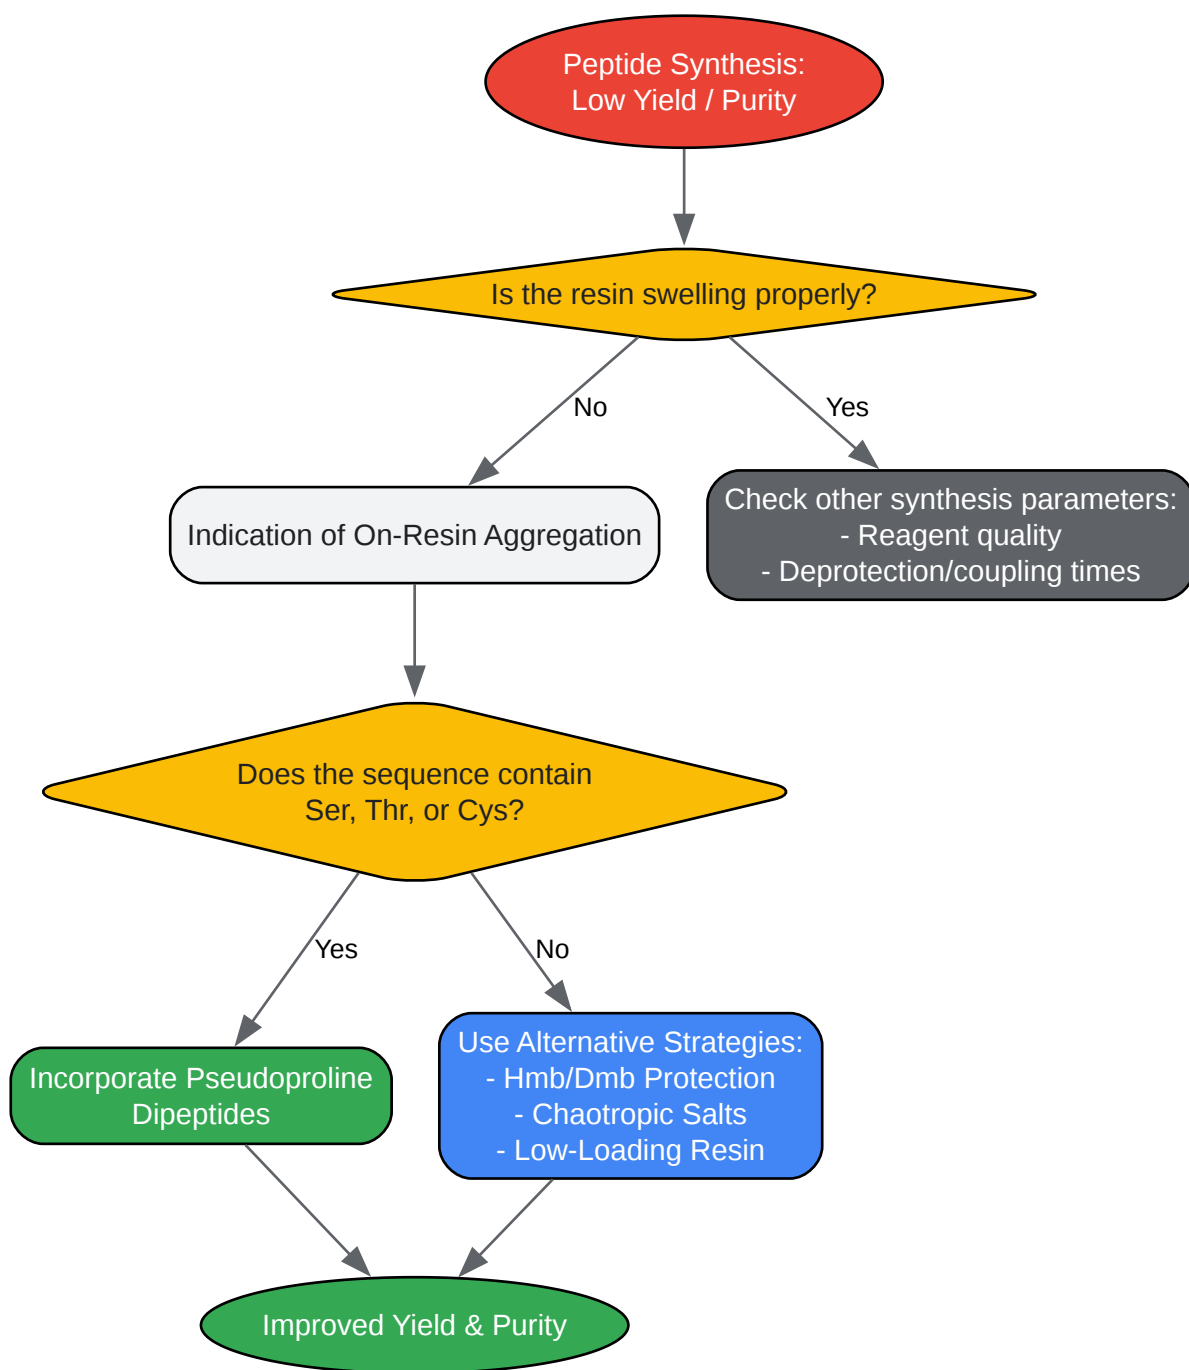 Peptide Synthesis:
Low Yield / Purity
Is the resin swelling properly?
No
Yes
Indication of On-Resin Aggregation
Check other synthesis parameters:
- Reagent quality
- Deprotection/coupling times
Does the sequence contain
Ser, Thr, or Cys?
Yes
No
Incorporate Pseudoproline
Dipeptides
Use Alternative Strategies:
- Hmb/Dmb Protection
- Chaotropic Salts
- Low-Loading Resin
Improved Yield & Purity